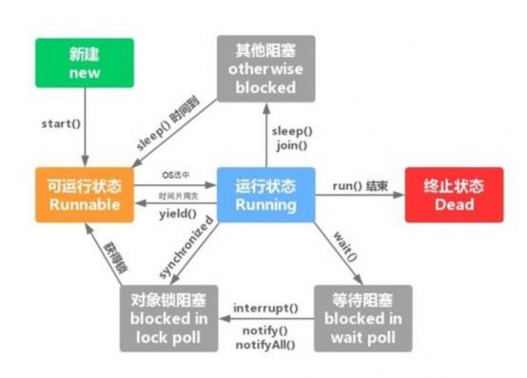 新建
new
其他阻塞
otherwise
blocked
start()
sleep() 时间到
sleep()
join()
可运行状态
Runnable
OS选中
时间片用完
yield()
运行状态
Running
run() 结束
终止状态
Dead
获得锁
synchronized
wait()
对象锁阻塞
blocked in
lock poll
interrupt()
notify()
notifyAll()
等待阻塞
blocked in
wait poll